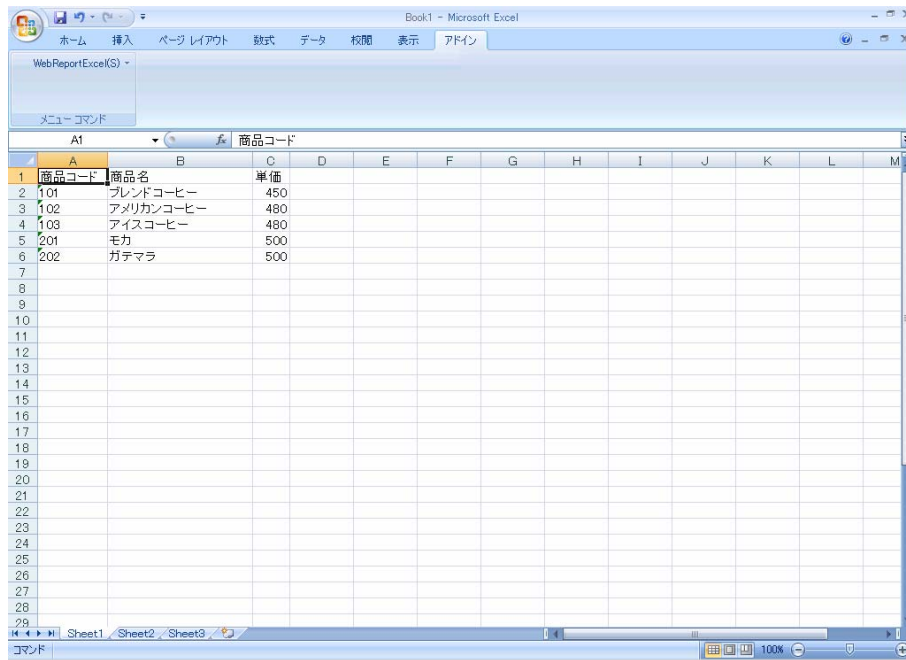 Book1 - Microsoft Excel
ホーム 挿入 ページ レイアウト 数式 データ 校閲 表示 アドイン
WebReportExcel(S)
メニュー コマンド
A1 fx 商品コード
A B C D E F G H I J K L M
1 商品コード 商品名 単価
2 101 ブレンドコーヒー 450
3 102 アメリカンコーヒー 480
4 103 アイスコーヒー 480
5 201 モカ 500
6 202 ガテマラ 500
7
8
9
10
11
12
13
14
15
16
17
18
19
20
21
22
23
24
25
26
27
28
29
Sheet1 Sheet2 Sheet3
コマンド 100%